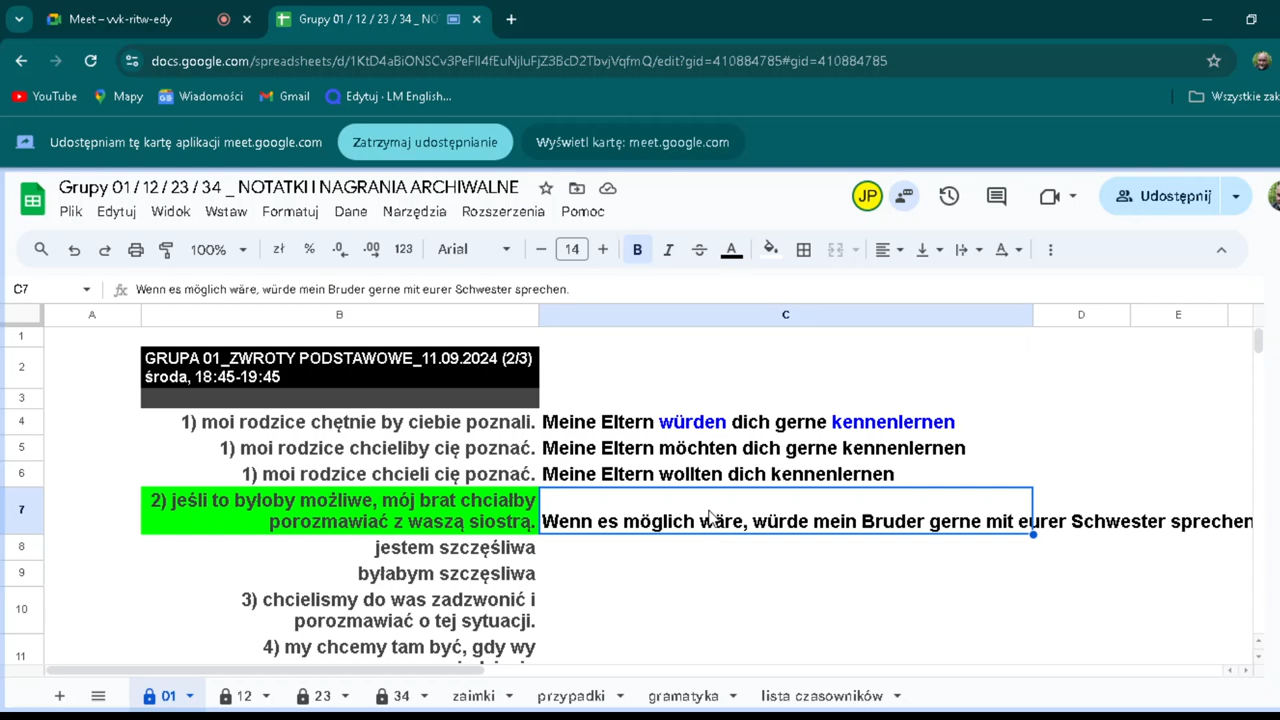 Meet – vvk-ritw-edy
Grupy 01 / 12 / 23 / 34 _ NO
docs.google.com/spreadsheets/d/1KtD4aBiONSCv3PeFlI4fEuNjluFjZ3BcD2TbvjVqfmQ/edit?gid=410884785#gid=410884785
YouTube Mapy Wiadomości Gmail Edytuj · LM English... Wszystkie zak
Udostępniam tę kartę aplikacji meet.google.com Zatrzymaj udostępnianie Wyświetl kartę: meet.google.com
Grupy 01 / 12 / 23 / 34 _ NOTATKI I NAGRANIA ARCHIWALNE
JP
Udostępnij
Plik Edytuj Widok Wstaw Formatuj Dane Narzędzia Rozszerzenia Pomoc
100% zł % .0 .00 123 Arial 14 B I A
C7 fx Wenn es möglich wäre, würde mein Bruder gerne mit eurer Schwester sprechen.
A B C D E
1
2 GRUPA 01_ZWROTY PODSTAWOWE_11.09.2024 (2/3)
środa, 18:45-19:45
3
4 1) moi rodzice chętnie by ciebie poznali. Meine Eltern würden dich gerne kennenlernen
5 1) moi rodzice chcieliby cię poznać. Meine Eltern möchten dich gerne kennenlernen
6 1) moi rodzice chcieli cię poznać. Meine Eltern wollten dich kennenlernen
7 2) jeśli to byłoby możliwe, mój brat chciałby
porozmawiać z waszą siostrą. Wenn es möglich wäre, würde mein Bruder gerne mit eurer Schwester sprechen
8 jestem szczęśliwa
9 byłabym szczęsliwa
10 3) chcielismy do was zadzwonić i
porozmawiać o tej sytuacji.
11 4) my chcemy tam być, gdy wy
01 12 23 34 zaimki przypadki gramatyka lista czasowników